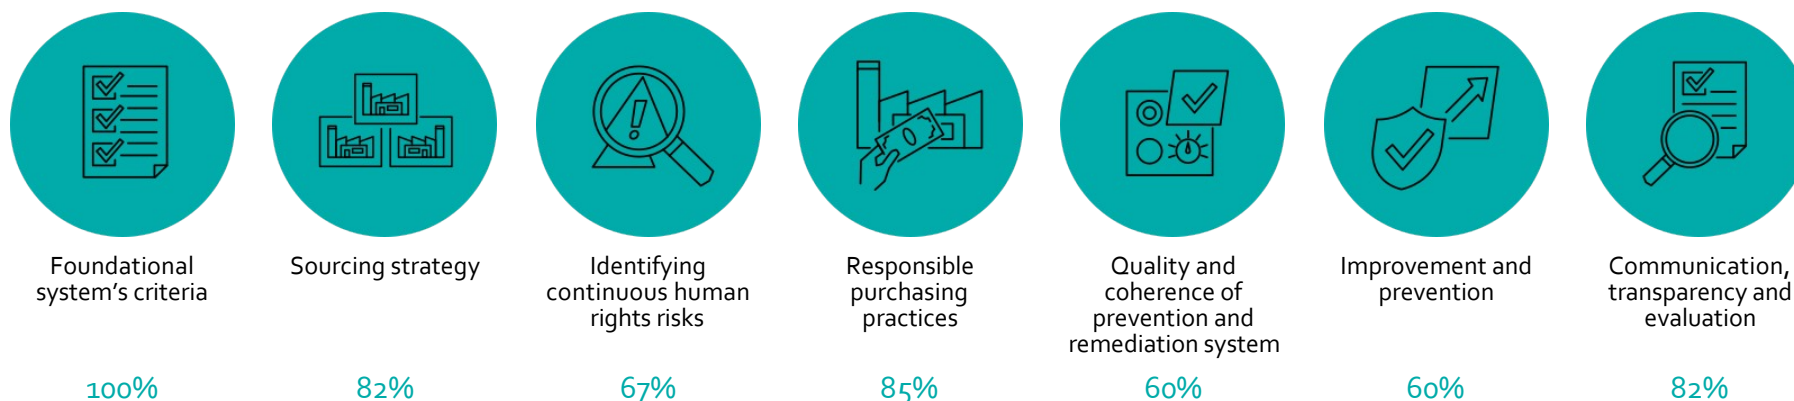 Foundational
system's criteria
100%
Sourcing strategy
82%
Identifying
continuous human
rights risks
67%
Responsible
purchasing
practices
85%
Quality and
coherence of
prevention and
remediation system
60%
Improvement and
prevention
60%
Communication,
transparency and
evaluation
82%